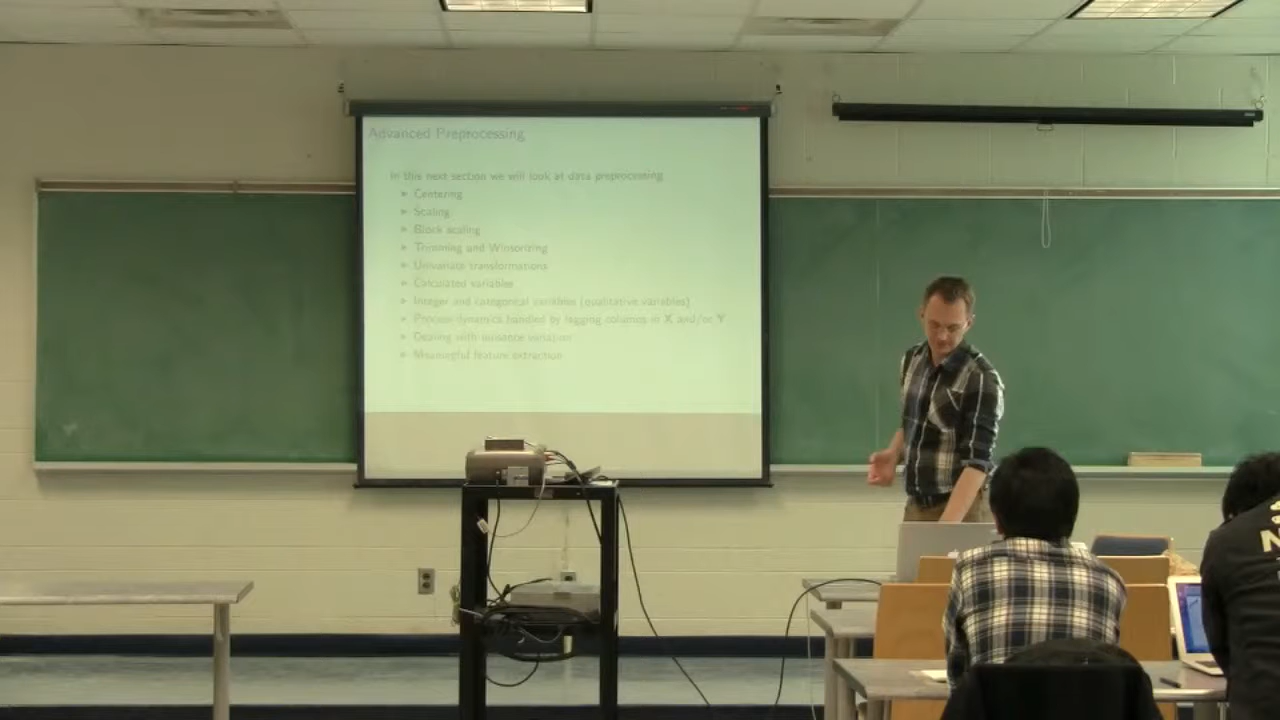 Advanced Preprocessing
In this next section we will look at data preprocessing
► Centering
► Scaling
► Block scaling
► Trimming and Winsorizing
► Univariate transformations
► Calculated variables
► Integer and categorical variables (qualitative variables)
► Process dynamics handled by lagging columns in X and/or Y
► Dealing with nuisance variation
► Meaningful feature extraction